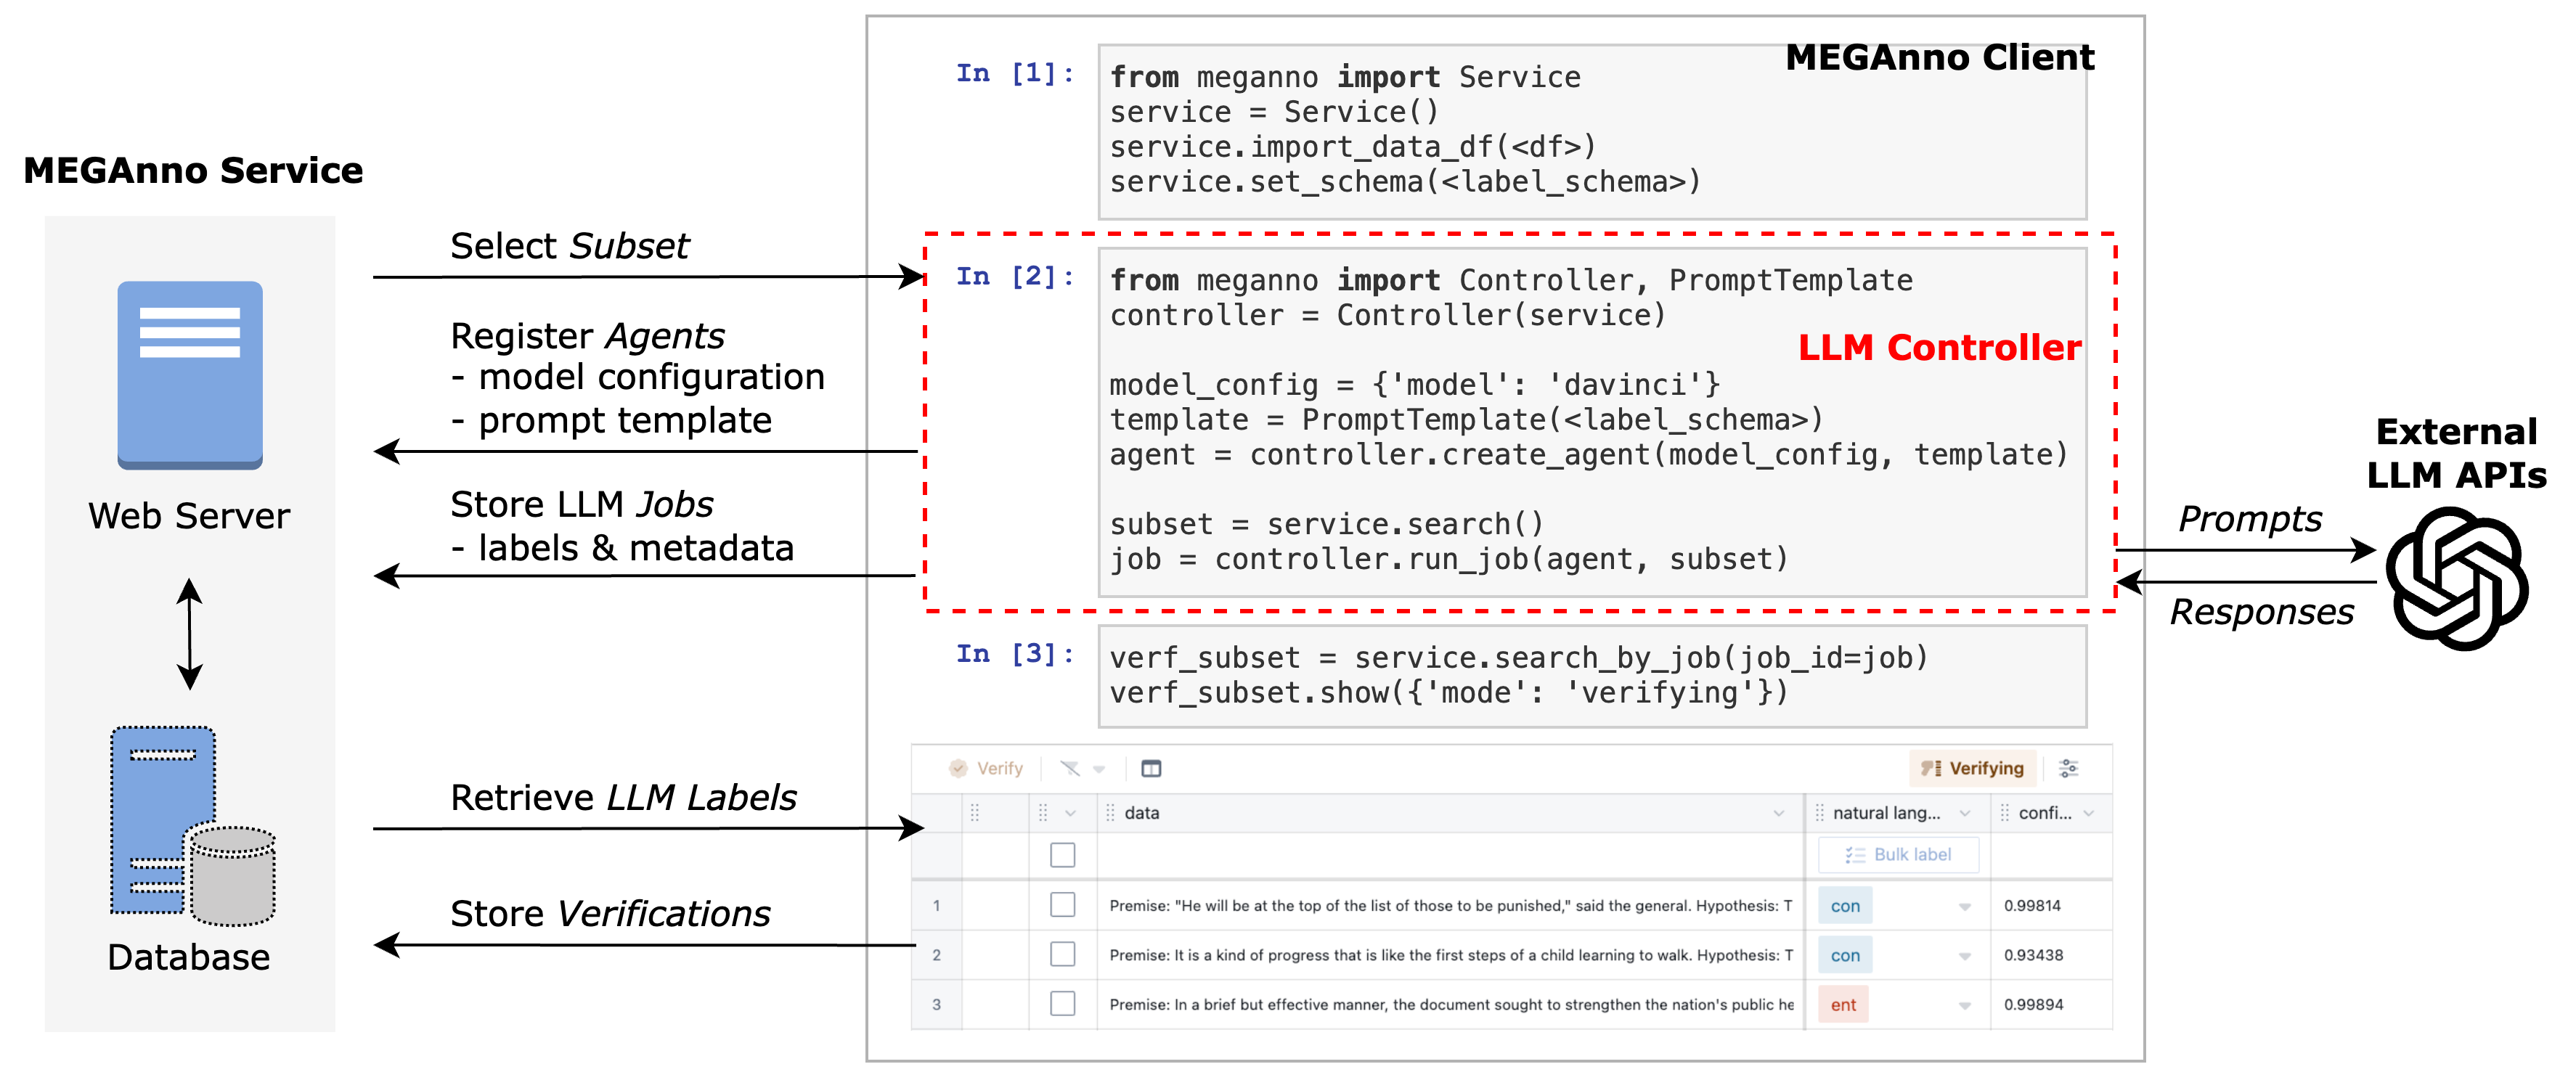 MEGAnno Service
Web Server
Database
Select Subset
Register Agents
- model configuration
- prompt template
Store LLM Jobs
- labels & metadata
Retrieve LLM Labels
Store Verifications
MEGAnno Client
In [1]:
from meganno import Service
service = Service()
service.import_data_df(<df>)
service.set_schema(<label_schema>)
In [2]:
from meganno import Controller, PromptTemplate
controller = Controller(service)
LLM Controller
model_config = {'model': 'davinci'}
template = PromptTemplate(<label_schema>)
agent = controller.create_agent(model_config, template)
subset = service.search()
job = controller.run_job(agent, subset)
In [3]:
verf_subset = service.search_by_job(job_id=job)
verf_subset.show({'mode': 'verifying'})
Verify
Verifying
data natural lang... confi...
Bulk label
1 Premise: "He will be at the top of the list of those to be punished," said the general. Hypothesis: T con 0.99814
2 Premise: It is a kind of progress that is like the first steps of a child learning to walk. Hypothesis: T con 0.93438
3 Premise: In a brief but effective manner, the document sought to strengthen the nation's public he ent 0.99894
External
LLM APIs
Prompts
Responses